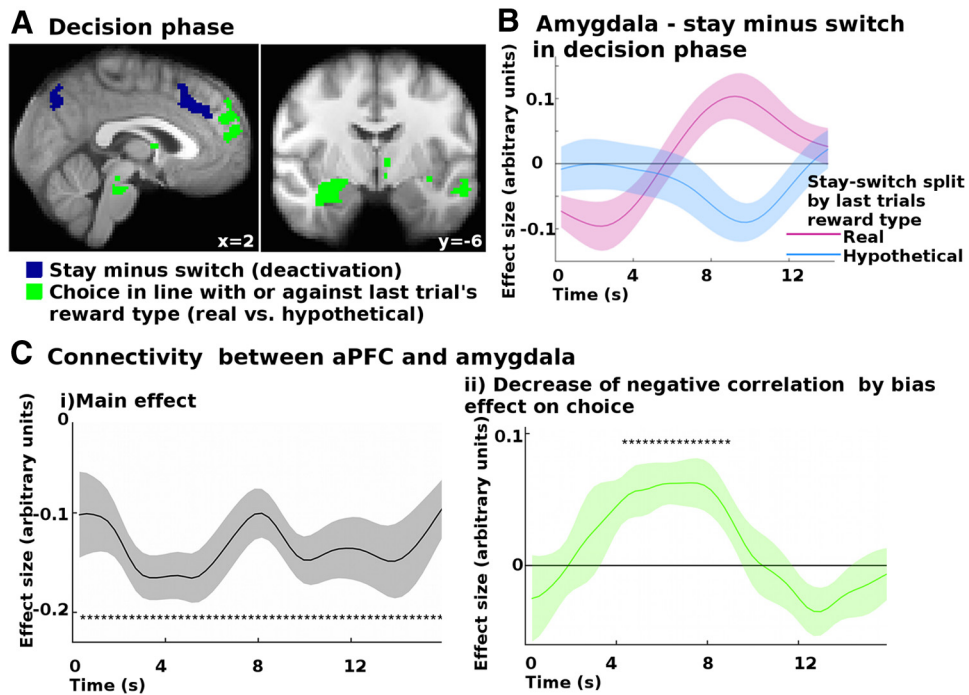 A Decision phase
x=2
y=-6
Stay minus switch (deactivation)
Choice in line with or against last trial's
reward type (real vs. hypothetical)
B Amygdala - stay minus switch
in decision phase
Effect size (arbitrary units)
0.1
0
-0.1
0
4
8
12
Time (s)
Stay-switch split
by last trials
reward type
Real
Hypothetical
C Connectivity between aPFC and amygdala
i)Main effect
Effect size (arbitrary units)
0
-0.1
-0.2
****************************************************
0
4
8
12
Time (s)
ii) Decrease of negative correlation by bias
effect on choice
Effect size (arbitrary units)
0.1
0
****************
0
4
8
12
Time (s)